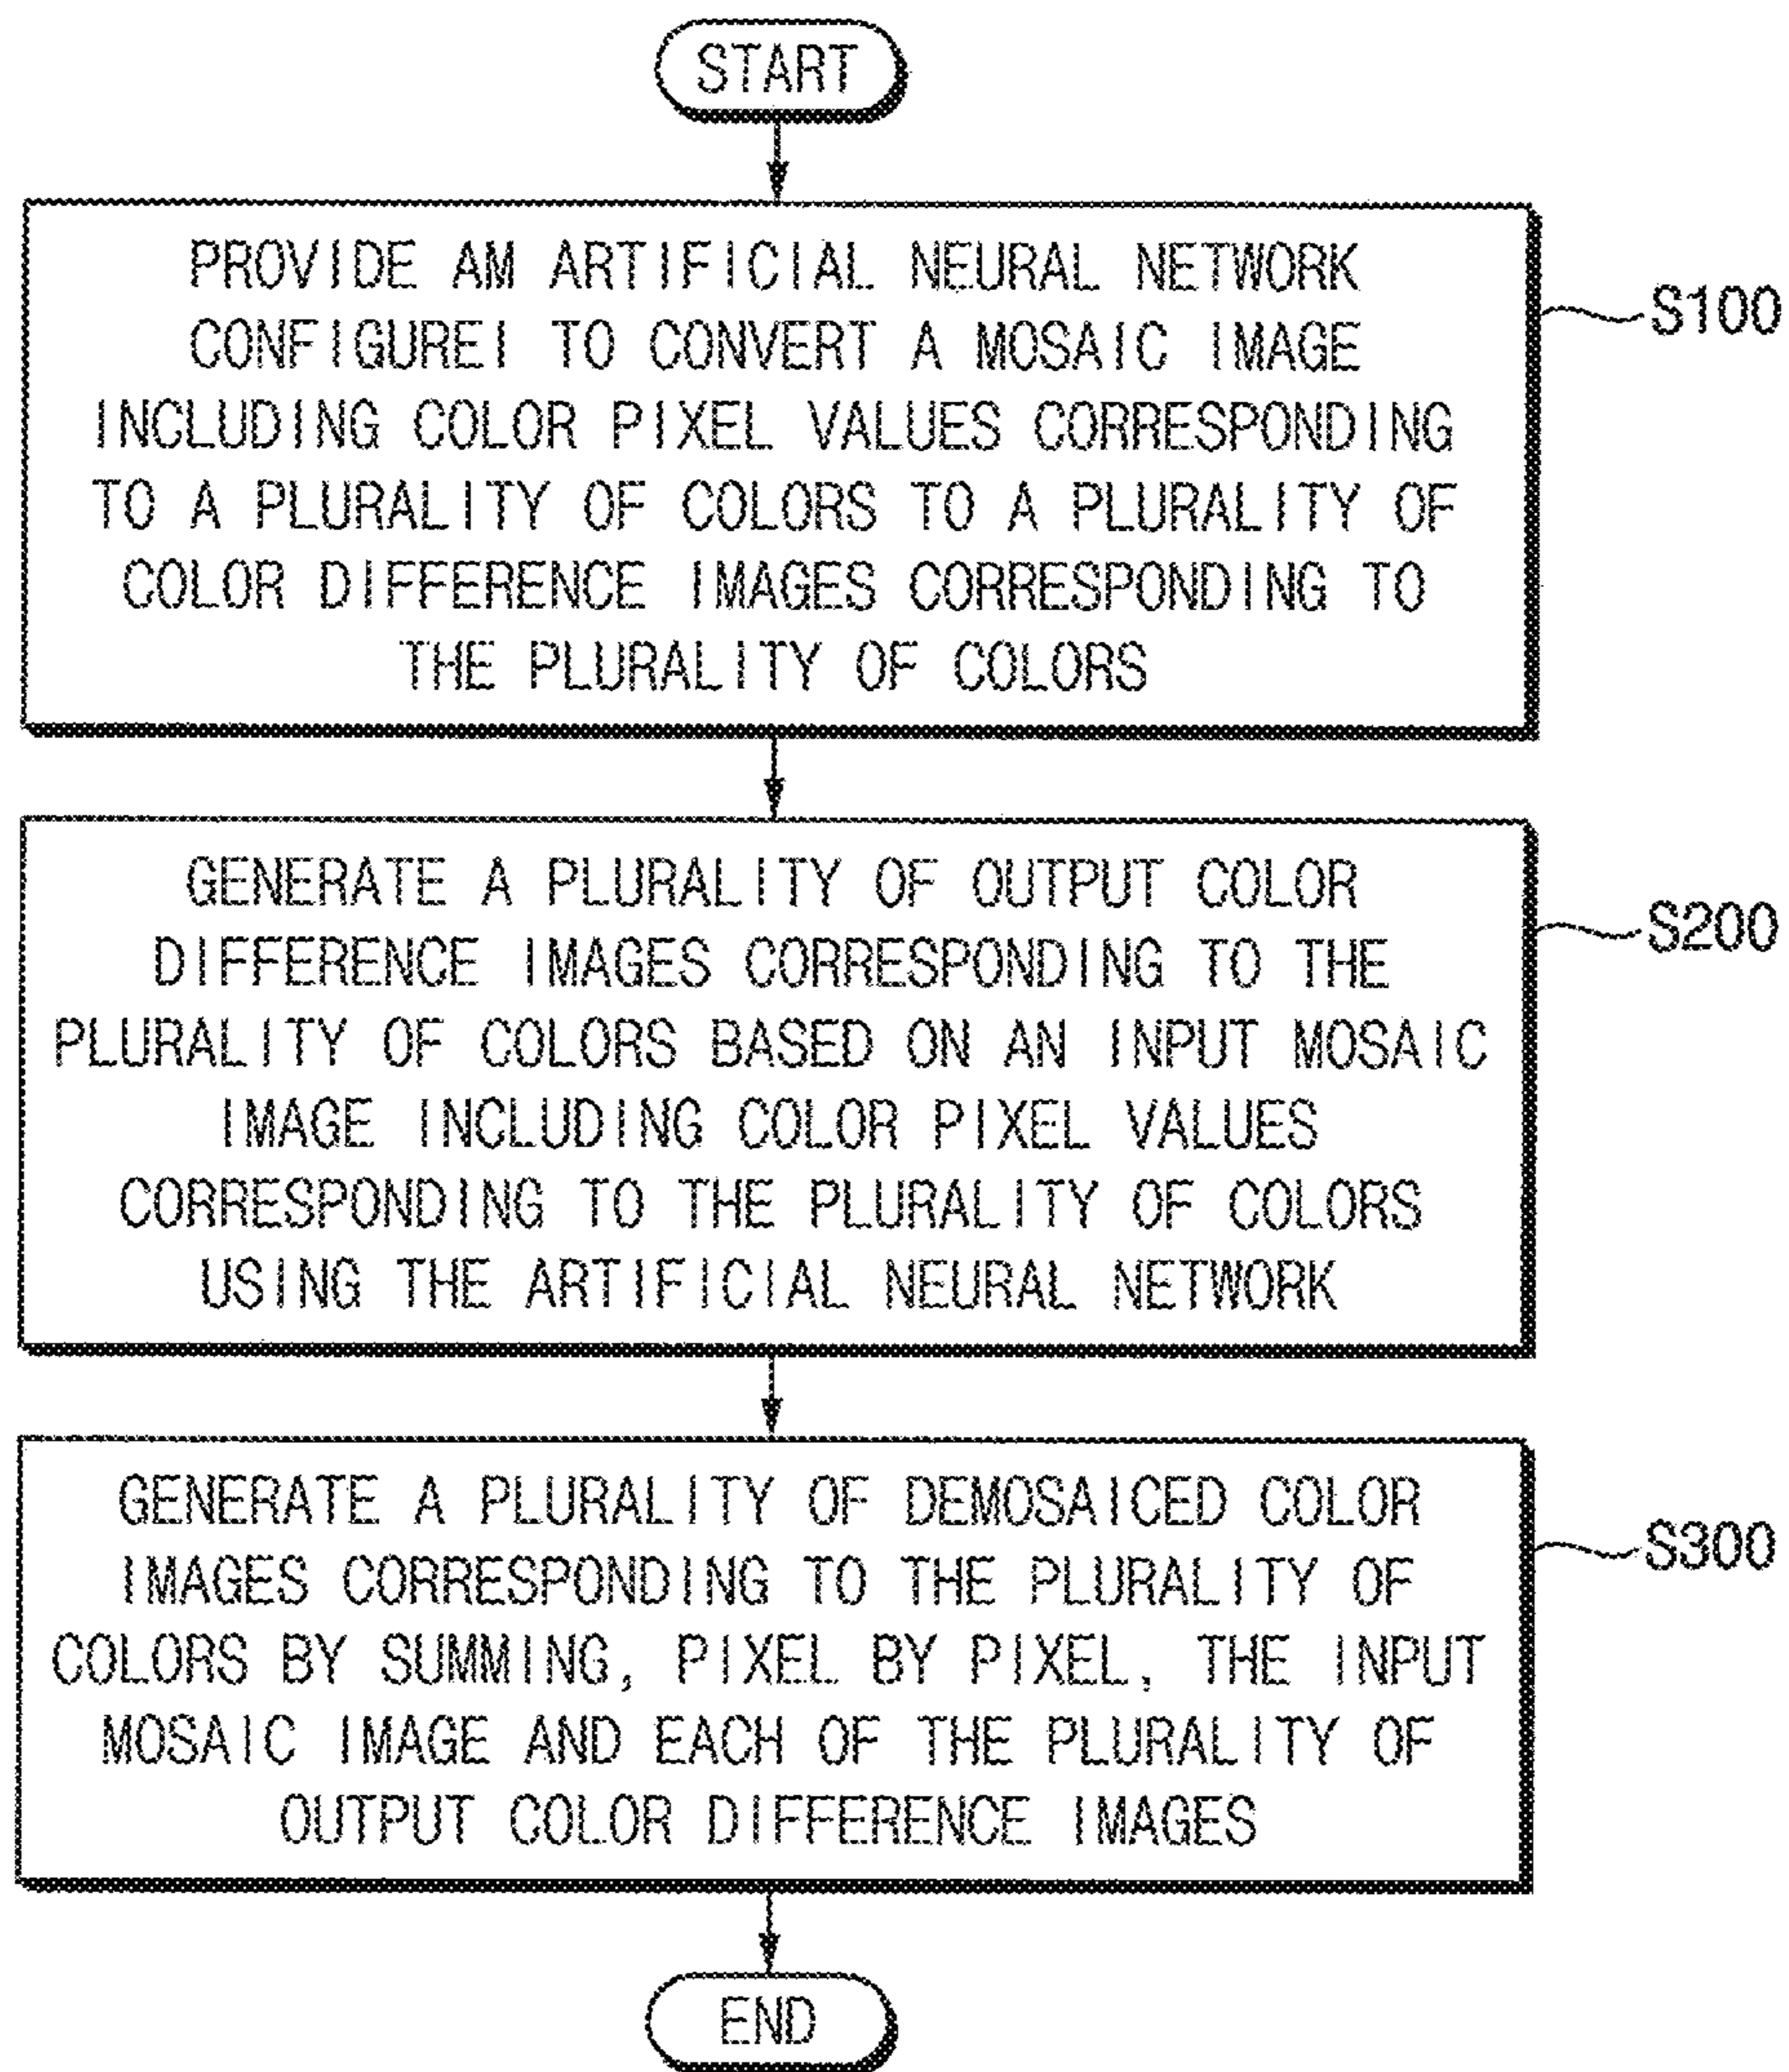 START
PROVIDE AM ARTIFICIAL NEURAL NETWORK
CONFIGUREI TO CONVERT A MOSAIC IMAGE
INCLUDING COLOR PIXEL VALUES CORRESPONDING
TO A PLURALITY OF COLORS TO A PLURALITY OF
COLOR DIFFERENCE IMAGES CORRESPONDING TO
THE PLURALITY OF COLORS
S100
GENERATE A PLURALITY OF OUTPUT COLOR
DIFFERENCE IMAGES CORRESPONDING TO THE
PLURALITY OF COLORS BASED ON AN INPUT MOSAIC
IMAGE INCLUDING COLOR PIXEL VALUES
CORRESPONDING TO THE PLURALITY OF COLORS
USING THE ARTIFICIAL NEURAL NETWORK
S200
GENERATE A PLURALITY OF DEMOSAICED COLOR
IMAGES CORRESPONDING TO THE PLURALITY OF
COLORS BY SUMMING, PIXEL BY PIXEL, THE INPUT
MOSAIC IMAGE AND EACH OF THE PLURALITY OF
OUTPUT COLOR DIFFERENCE IMAGES
S300
END